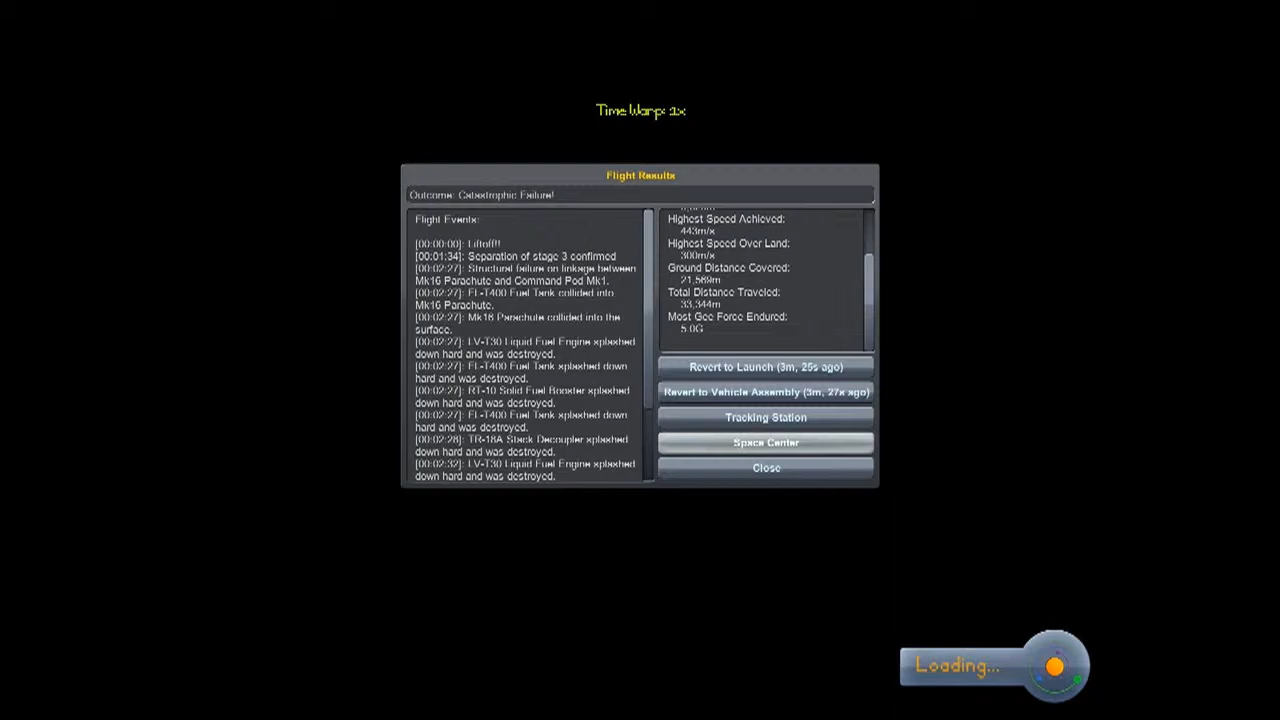 Time Warp: 1x
Flight Results
Outcome: Catastrophic Failure!
Flight Events:
[00:00:00]: Liftoff!!
[00:01:34]: Separation of stage 3 confirmed
[00:02:27]: Structural failure on linkage between
Mk16 Parachute and Command Pod Mk1.
[00:02:27]: FL-T400 Fuel Tank collided into
Mk16 Parachute.
[00:02:27]: Mk16 Parachute collided into the
surface.
[00:02:27]: LV-T30 Liquid Fuel Engine splashed
down hard and was destroyed.
[00:02:27]: FL-T400 Fuel Tank splashed down
hard and was destroyed.
[00:02:27]: RT-10 Solid Fuel Booster splashed
down hard and was destroyed.
[00:02:27]: FL-T400 Fuel Tank splashed down
hard and was destroyed.
[00:02:28]: TR-18A Stack Decoupler splashed
down hard and was destroyed.
[00:02:32]: LV-T30 Liquid Fuel Engine splashed
down hard and was destroyed.
Highest Speed Achieved:
443m/s
Highest Speed Over Land:
300m/s
Ground Distance Covered:
21,569m
Total Distance Traveled:
33,344m
Most Gee Force Endured:
5.0G
Revert to Launch (3m, 25s ago)
Revert to Vehicle Assembly (3m, 27s ago)
Tracking Station
Space Center
Close
Loading...